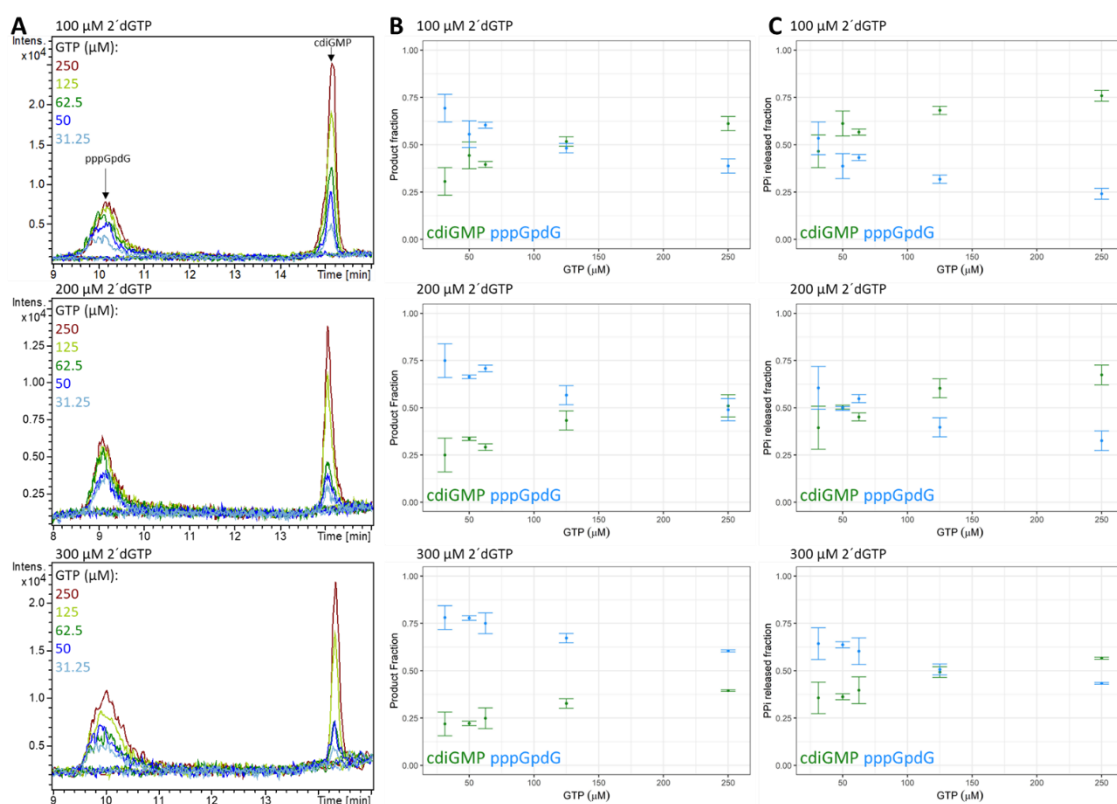 A
100 µM 2´dGTP
Intens.
x10⁴
GTP (µM):
250
125
62.5
50
31.25
pppGpdG
cdiGMP
2.5
2.0
1.5
1.0
0.5
9 10 11 12 13 14 Time [min]
200 µM 2´dGTP
Intens.
x10⁴
GTP (µM):
250
125
62.5
50
31.25
1.50
1.25
1.00
0.75
0.50
0.25
8 9 10 11 12 13 Time [min]
300 µM 2´dGTP
Intens.
x10⁴
GTP (µM):
250
125
62.5
50
31.25
2.0
1.5
1.0
0.5
9 10 11 12 13 Time [min]
B
100 µM 2´dGTP
Product fraction
1.00
0.75
0.50
0.25
0.00
cdiGMP pppGpdG
50 100 150 200 250
GTP (µM)
200 µM 2´dGTP
Product Fraction
1.00
0.75
0.50
0.25
0.00
cdiGMP pppGpdG
50 100 150 200 250
GTP (µM)
300 µM 2´dGTP
Product Fraction
1.00
0.75
0.50
0.25
0.00
cdiGMP pppGpdG
50 100 150 200 250
GTP (µM)
C
100 µM 2´dGTP
PPi released fraction
1.00
0.75
0.50
0.25
0.00
cdiGMP pppGpdG
50 100 150 200 250
GTP (µM)
200 µM 2´dGTP
PPi released fraction
1.00
0.75
0.50
0.25
0.00
cdiGMP pppGpdG
50 100 150 200 250
GTP (µM)
300 µM 2´dGTP
PPi released fraction
1.00
0.75
0.50
0.25
0.00
cdiGMP pppGpdG
50 100 150 200 250
GTP (µM)